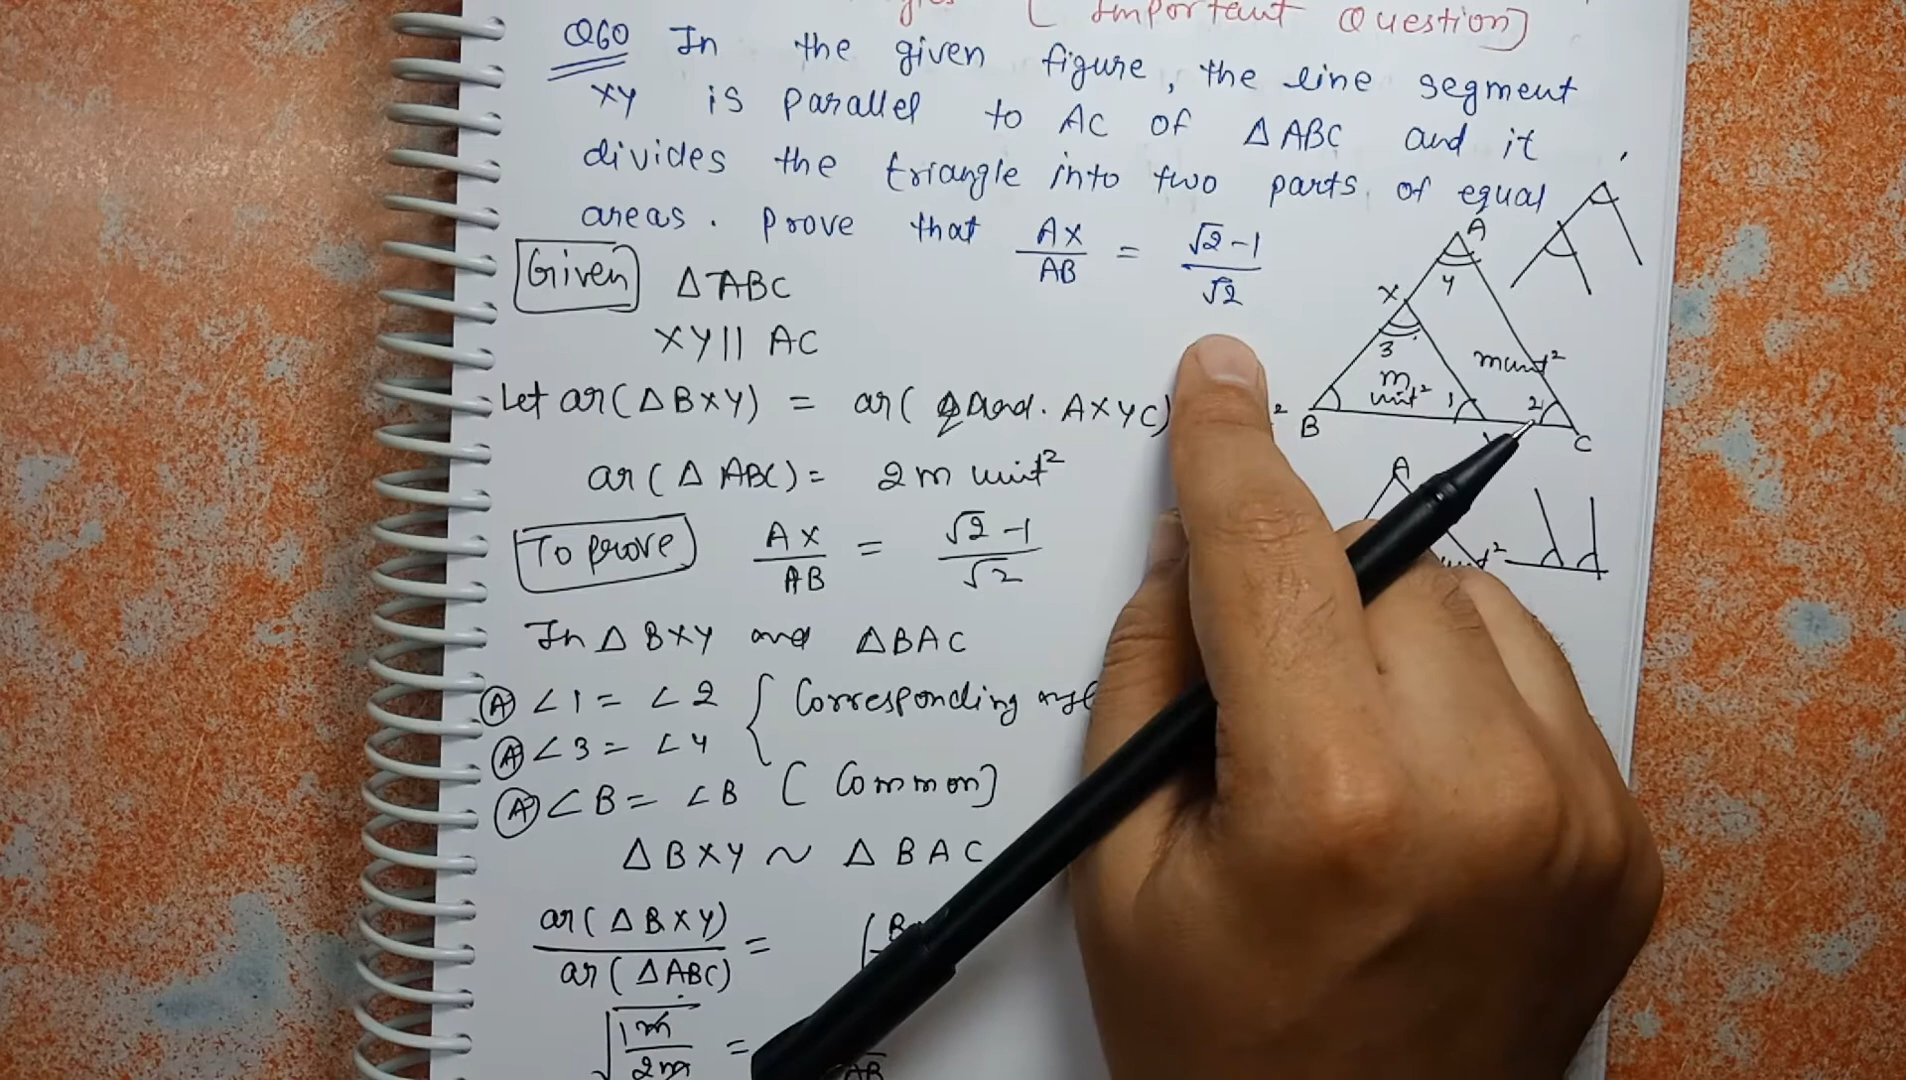 [ Important Question]
Q60 In the given figure, the line segment
XY is parallel to AC of △ABC and it
divides the triangle into two parts of equal
areas. Prove that AX/AB = √2-1/√2
Given △ABC
XY || AC
Let ar(△BXY) = ar( Quad. AXYC)
ar(△ABC) = 2m unit²
To prove AX/AB = √2-1/√2
In △BXY and △BAC
A ∠1 = ∠2 { Corresponding
A ∠3 = ∠4
A ∠B = ∠B [Common]
△BXY ~ △BAC
ar(△BXY)/ar(△ABC) =
√1m/2m =
AB
A
X
4
3
m unit²
m unit²
1
2
B
C
A